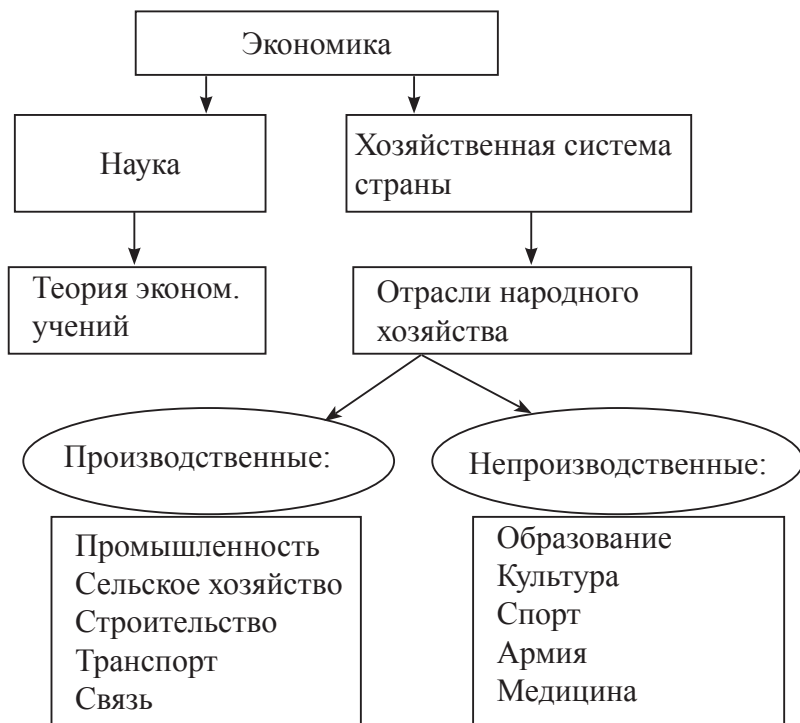 Экономика
Наука
Хозяйственная система
страны
Теория эконом.
учений
Отрасли народного
хозяйства
Производственные:
Непроизводственные:
Промышленность
Сельское хозяйство
Строительство
Транспорт
Связь
Образование
Культура
Спорт
Армия
Медицина